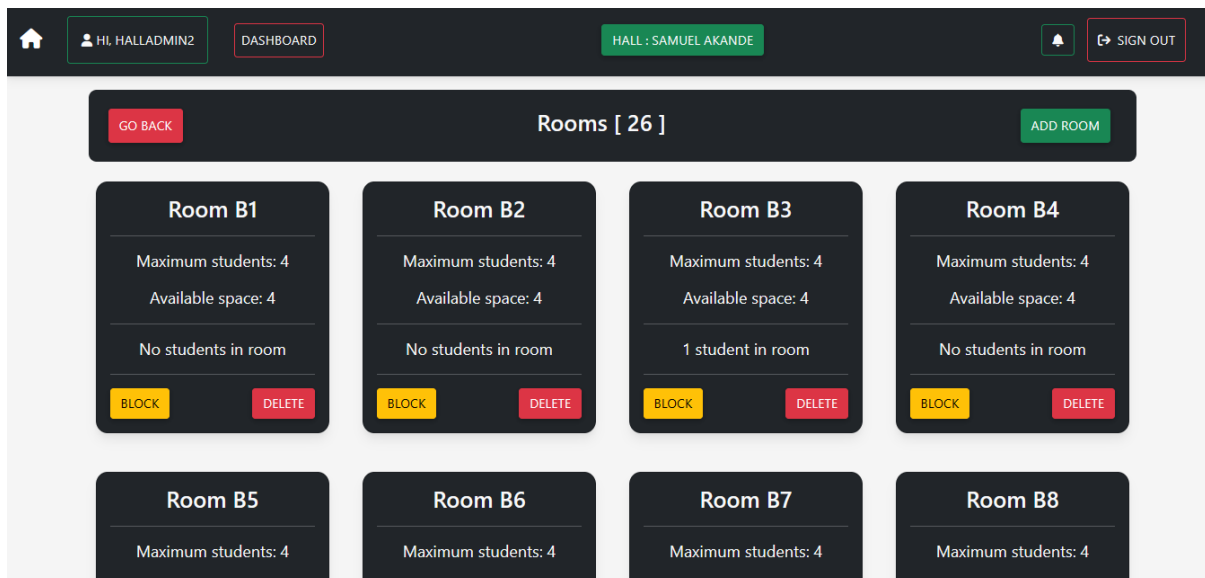 HI, HALLADMIN2
DASHBOARD
HALL : SAMUEL AKANDE
SIGN OUT
GO BACK
Rooms [ 26 ]
ADD ROOM
Room B1
Maximum students: 4
Available space: 4
No students in room
BLOCK
DELETE
Room B2
Maximum students: 4
Available space: 4
No students in room
BLOCK
DELETE
Room B3
Maximum students: 4
Available space: 4
1 student in room
BLOCK
DELETE
Room B4
Maximum students: 4
Available space: 4
No students in room
BLOCK
DELETE
Room B5
Maximum students: 4
Room B6
Maximum students: 4
Room B7
Maximum students: 4
Room B8
Maximum students: 4